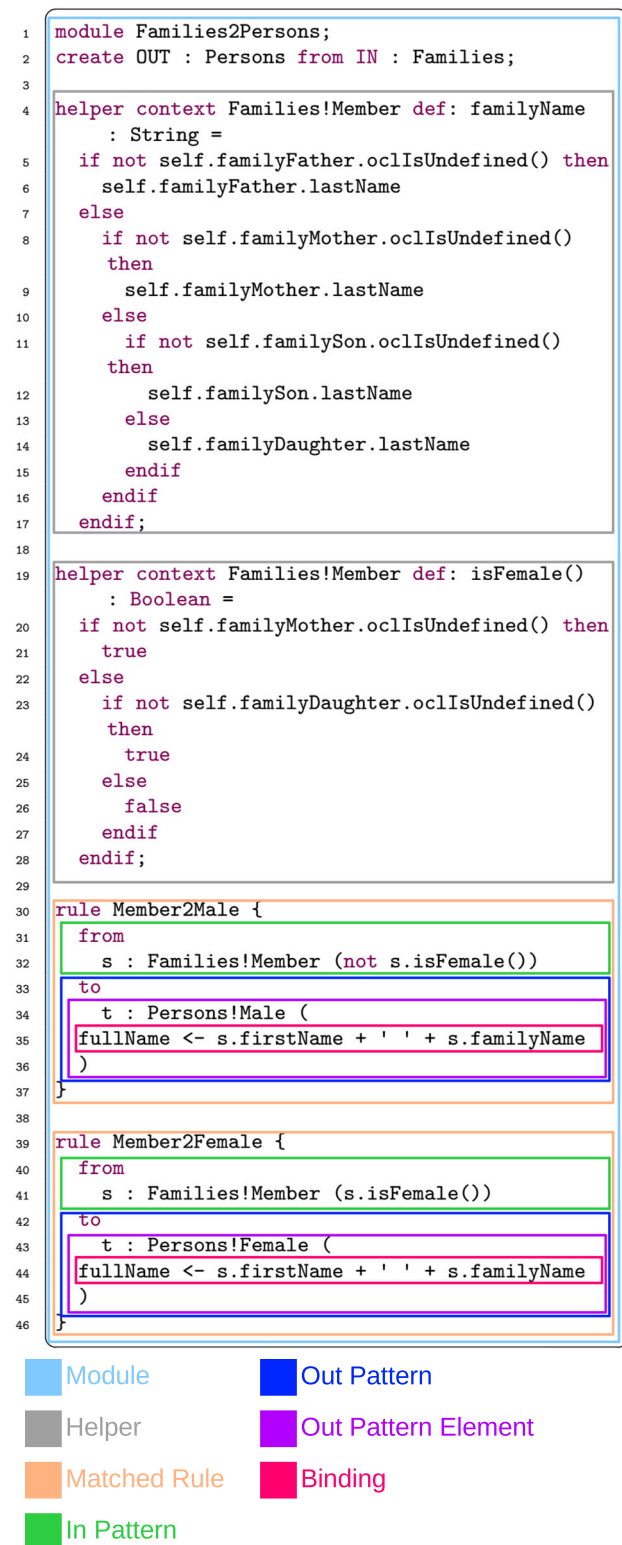 1 module Families2Persons;
2 create OUT : Persons from IN : Families;
3
4 helper context Families!Member def: familyName
: String =
5 if not self.familyFather.oclIsUndefined() then
6 self.familyFather.lastName
7 else
8 if not self.familyMother.oclIsUndefined()
then
9 self.familyMother.lastName
10 else
11 if not self.familySon.oclIsUndefined()
then
12 self.familySon.lastName
13 else
14 self.familyDaughter.lastName
15 endif
16 endif
17 endif;
18
19 helper context Families!Member def: isFemale()
: Boolean =
20 if not self.familyMother.oclIsUndefined() then
21 true
22 else
23 if not self.familyDaughter.oclIsUndefined()
then
24 true
25 else
26 false
27 endif
28 endif;
29
30 rule Member2Male {
31 from
32 s : Families!Member (not s.isFemale())
33 to
34 t : Persons!Male (
35 fullName <- s.firstName + ' ' + s.familyName
36 )
37 }
38
39 rule Member2Female {
40 from
41 s : Families!Member (s.isFemale())
42 to
43 t : Persons!Female (
44 fullName <- s.firstName + ' ' + s.familyName
45 )
46 }
Module
Helper
Matched Rule
In Pattern
Out Pattern
Out Pattern Element
Binding